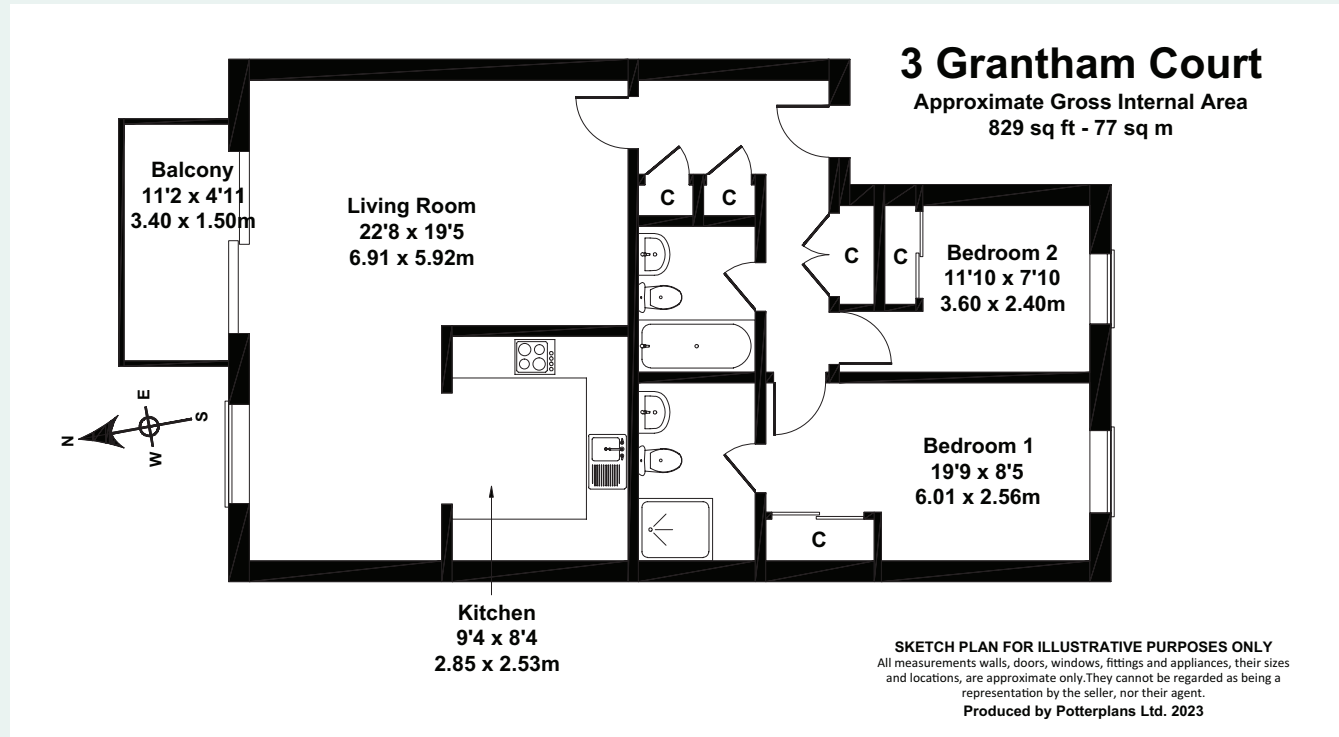 3 Grantham Court
Approximate Gross Internal Area
829 sq ft - 77 sq m
Balcony
11'2 x 4'11
3.40 x 1.50m
Living Room
22'8 x 19'5
6.91 x 5.92m
C
C
C
C
Bedroom 2
11'10 x 7'10
3.60 x 2.40m
N
E
S
W
Bedroom 1
19'9 x 8'5
6.01 x 2.56m
C
Kitchen
9'4 x 8'4
2.85 x 2.53m
SKETCH PLAN FOR ILLUSTRATIVE PURPOSES ONLY
All measurements walls, doors, windows, fittings and appliances, their sizes
and locations, are approximate only.They cannot be regarded as being a
representation by the seller, nor their agent.
Produced by Potterplans Ltd. 2023